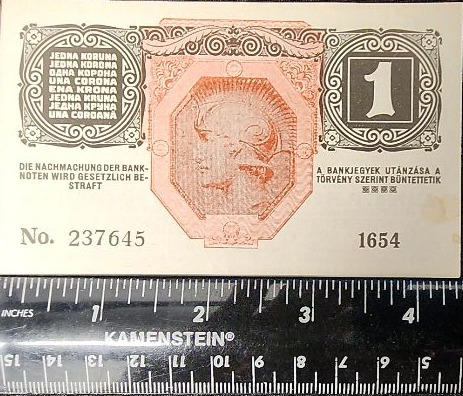 JEDNA KORUNA
JEDNA KORONA
ОДНА КОРОНА
UNA CORONA
ENA KRONA
JEDNA KRUNA
ЈЕДНА КРУНА
UNA COROANA
1
DIE NACHMACHUNG DER BANK-
NOTEN WIRD GESETZLICH BE-
STRAFT
A BANKJEGYEK UTÁNZÁSA A
TÖRVÉNY SZERINT BÜNTETTETIK
No. 237645
1654
INCHES 1 2 3 4
KAMENSTEIN®
15 14 13 12 11 10 9 8 7 6 5